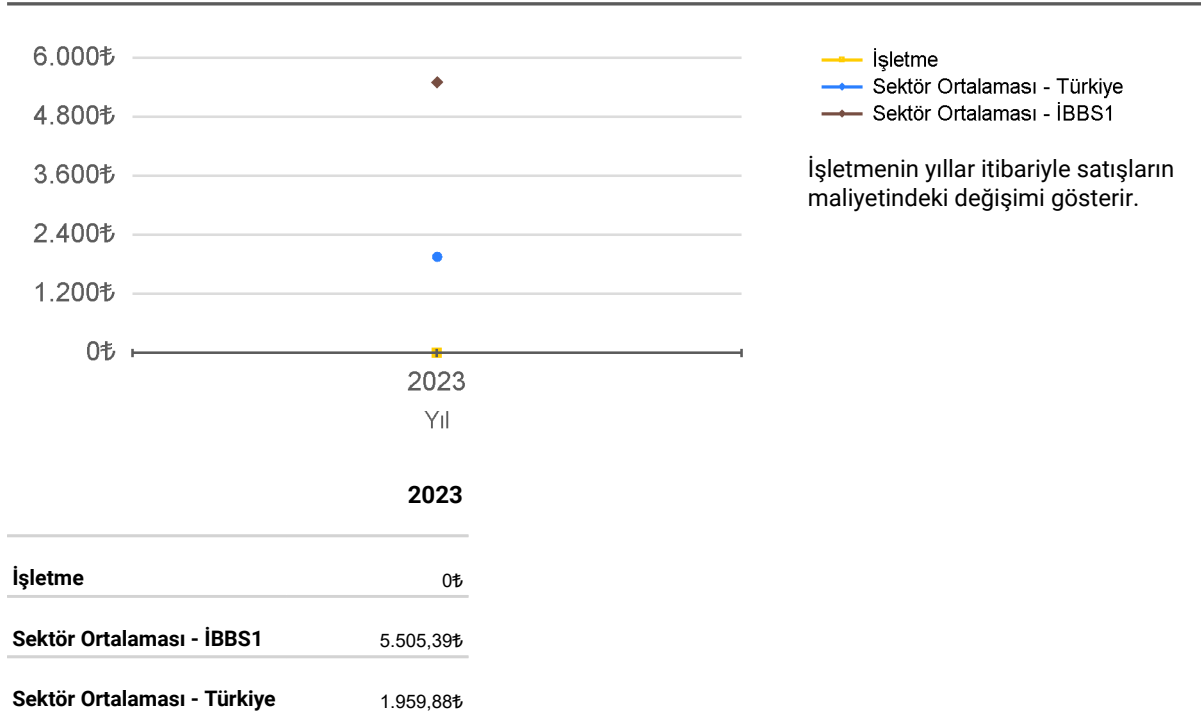 6.000₺
4.800₺
3.600₺
2.400₺
1.200₺
0₺
2023
Yıl
İşletme
Sektör Ortalaması - Türkiye
Sektör Ortalaması - İBBS1
İşletmenin yıllar itibariyle satışların
maliyetindeki değişimi gösterir.
2023
İşletme 0₺
Sektör Ortalaması - İBBS1 5.505,39₺
Sektör Ortalaması - Türkiye 1.959,88₺